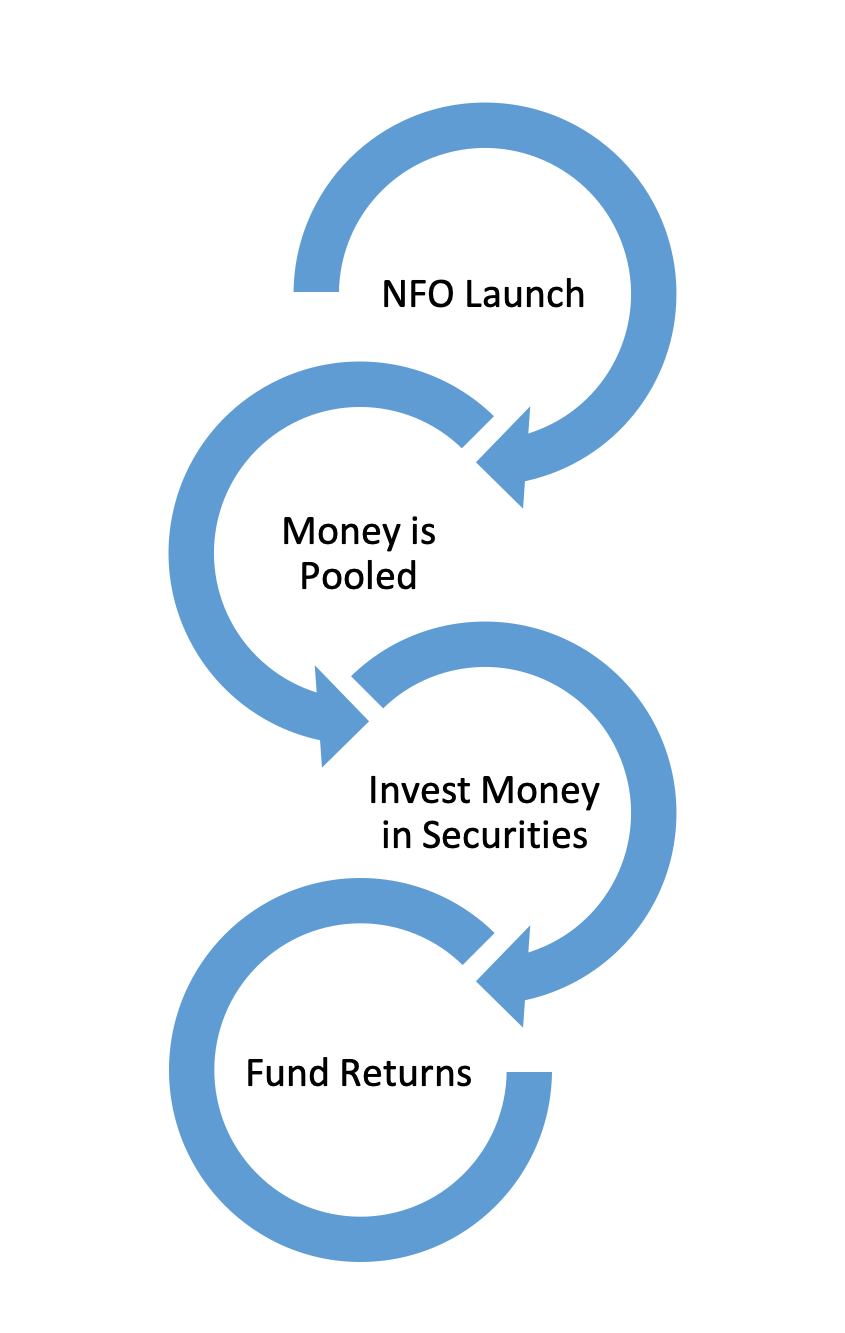 NFO Launch
Money is
Pooled
Invest Money
in Securities
Fund Returns